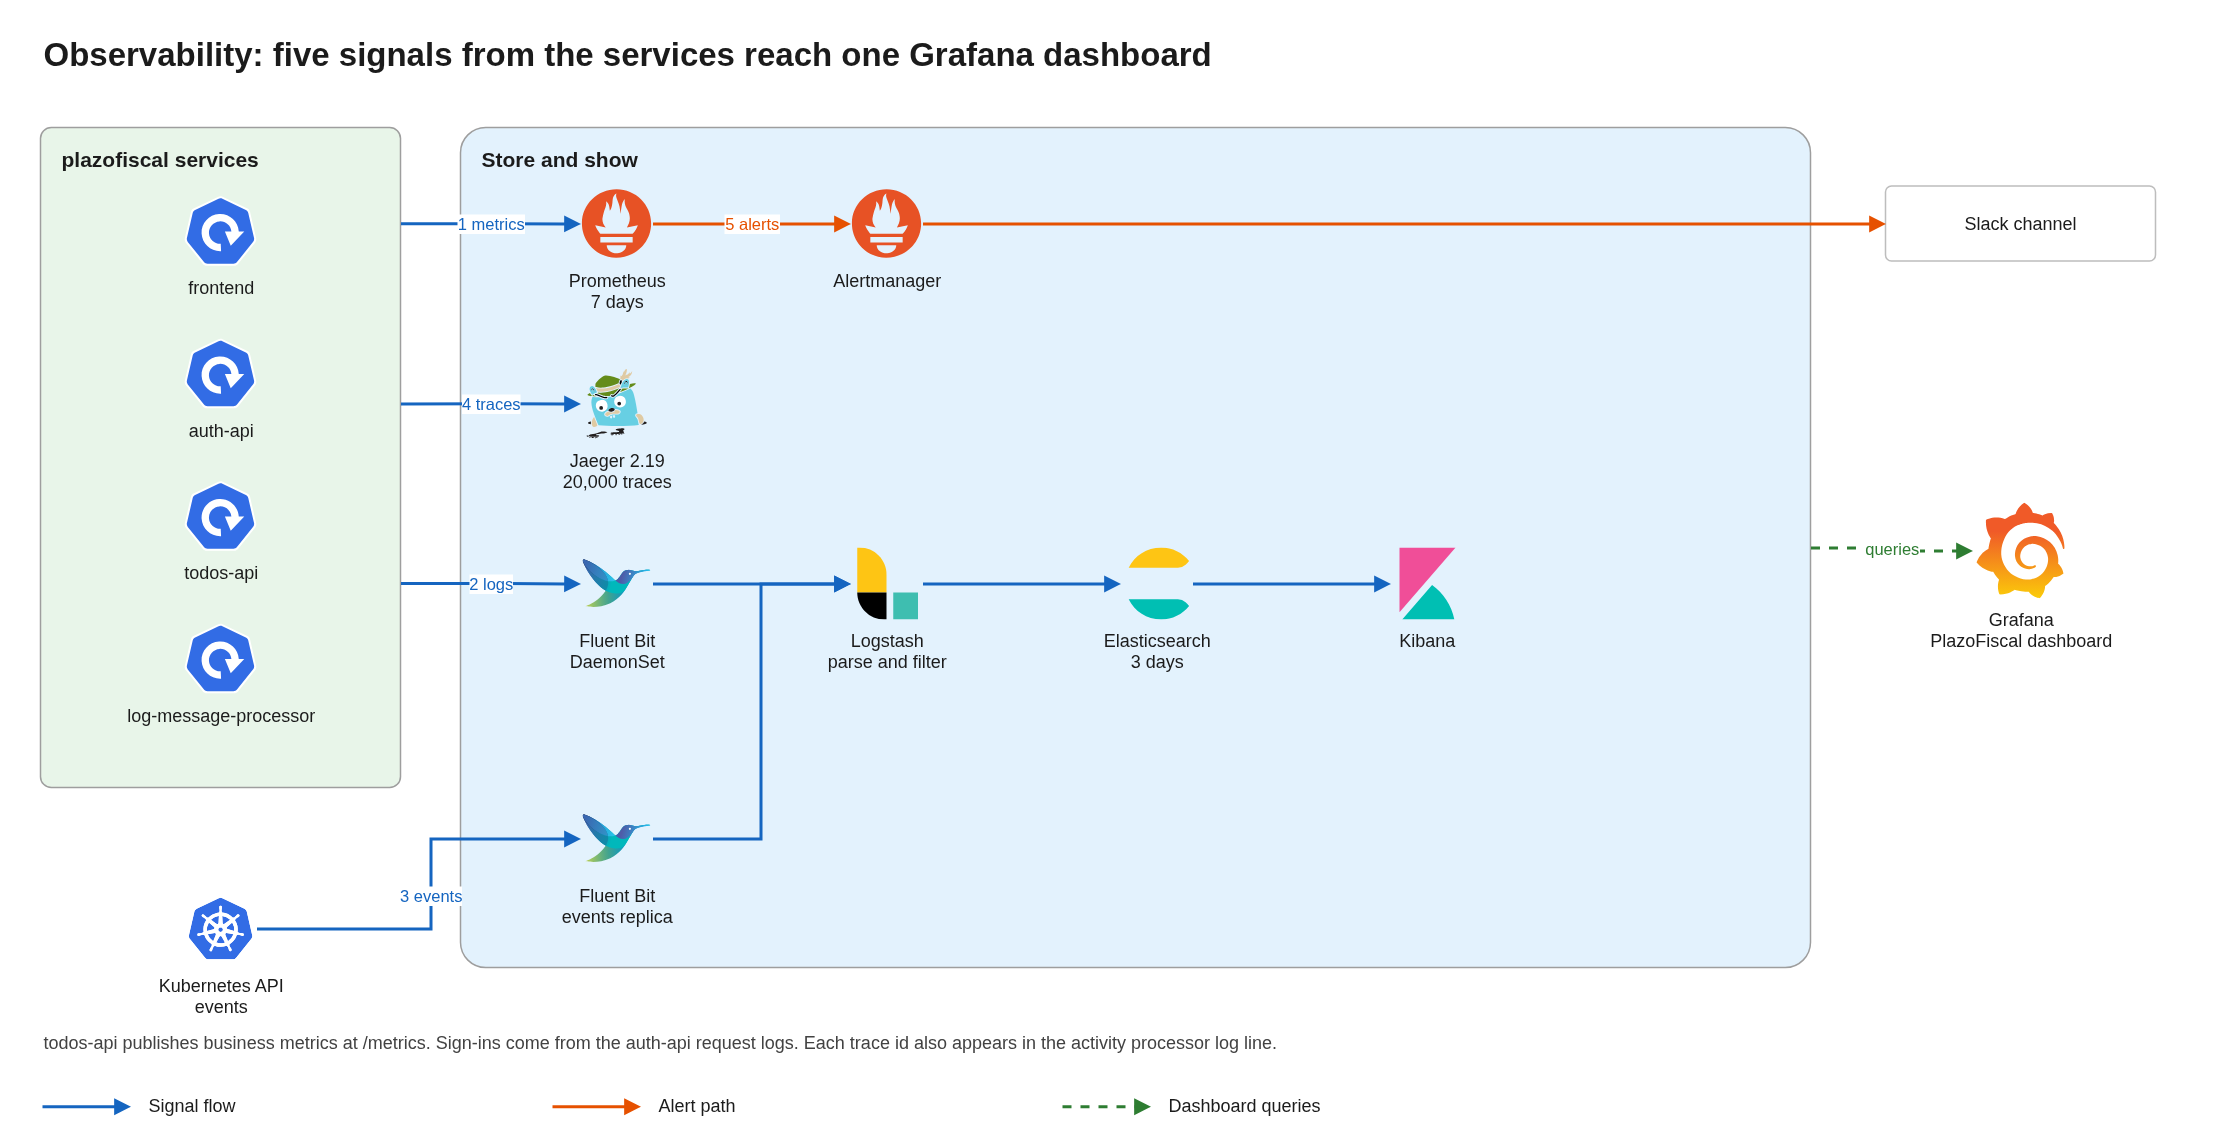 Observability: five signals from the services reach one Grafana dashboard
plazofiscal services
Store and show
frontend
auth-api
todos-api
log-message-processor
1 metrics
5 alerts
Prometheus
7 days
Alertmanager
Slack channel
4 traces
Jaeger 2.19
20,000 traces
2 logs
Fluent Bit
DaemonSet
Logstash
parse and filter
Elasticsearch
3 days
Kibana
queries
Grafana
PlazoFiscal dashboard
3 events
Fluent Bit
events replica
Kubernetes API
events
todos-api publishes business metrics at /metrics. Sign-ins come from the auth-api request logs. Each trace id also appears in the activity processor log line.
Signal flow
Alert path
Dashboard queries